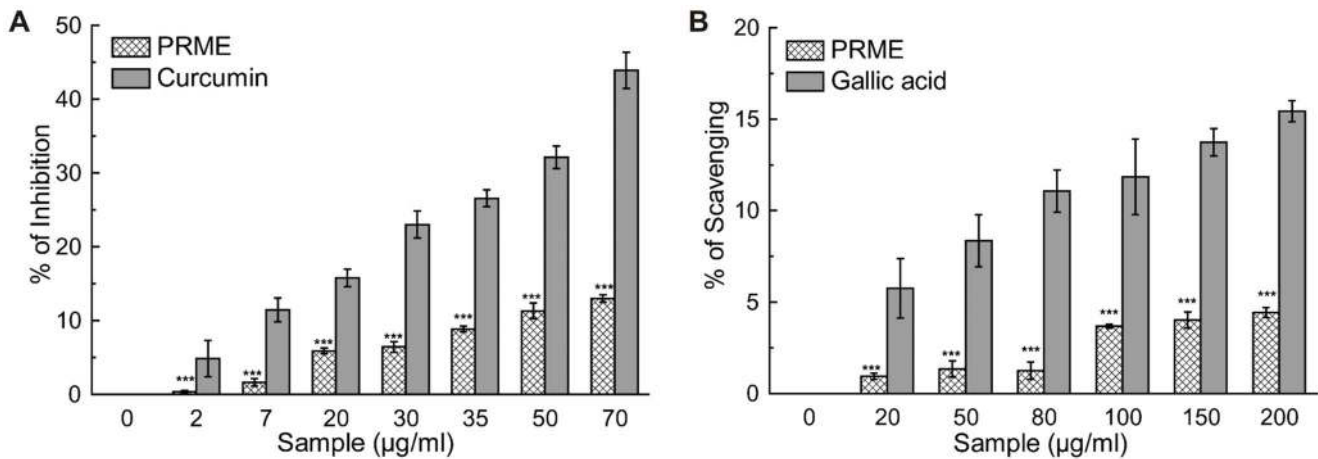 A
50
40
30
20
10
0
% of Inhibition
PRME
Curcumin
***
***
***
***
***
***
***
0 2 7 20 30 35 50 70
Sample (µg/ml)
B
20
15
10
5
0
% of Scavenging
PRME
Gallic acid
***
***
***
***
***
***
0 20 50 80 100 150 200
Sample (µg/ml)